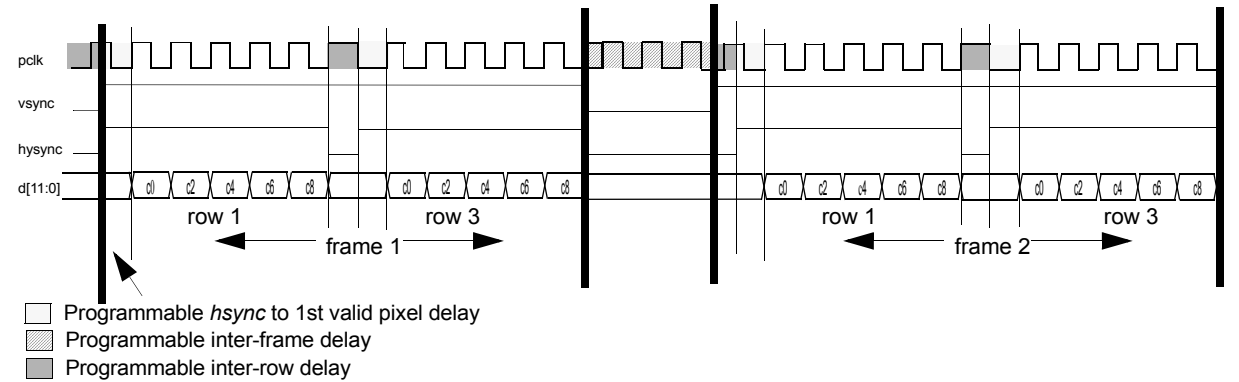 pclk
vsync
hysync
d[11:0] c0 c2 c4 c6 c8 c0 c2 c4 c6 c8 c0 c2 c4 c6 c8 c0 c2 c4 c6 c8
row 1 row 3 row 1 row 3
frame 1 frame 2
Programmable hsync to 1st valid pixel delay
Programmable inter-frame delay
Programmable inter-row delay